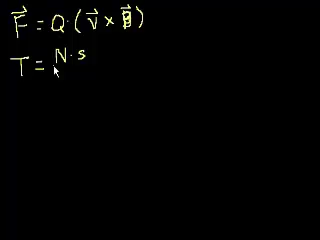 F⃗ = Q · (v⃗ × B⃗)
T = N · s